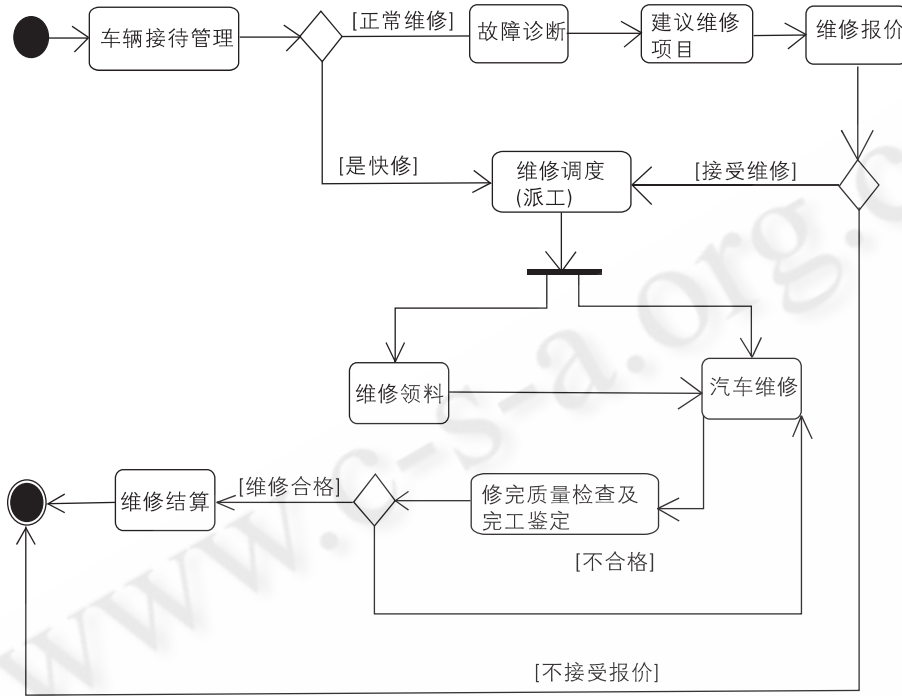 车辆接待管理
[正常维修]
故障诊断
建议维修
项目
维修报价
[是快修]
维修调度
(派工)
[接受维修]
维修领料
汽车维修
维修结算
[维修合格]
修完质量检查及
完工鉴定
[不合格]
[不接受报价]
www.c-s-a.org.c